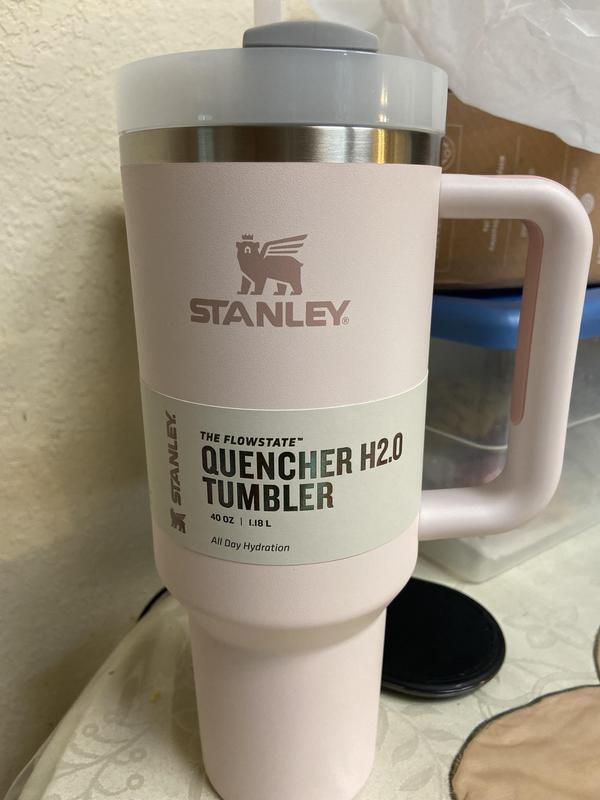 STANLEY®
STANLEY.
THE FLOWSTATE™
QUENCHER H2.0
TUMBLER
40 OZ | 1.18 L
All Day Hydration